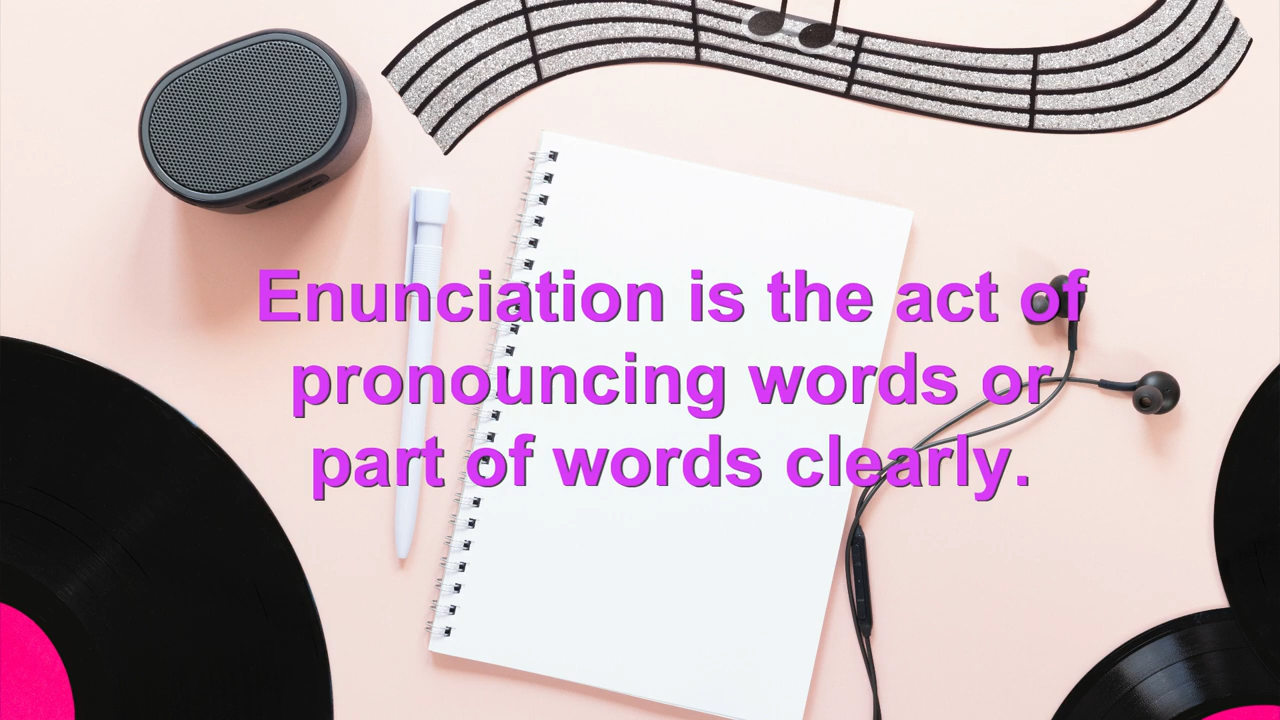 Enunciation is the act of
pronouncing words or
part of words clearly.